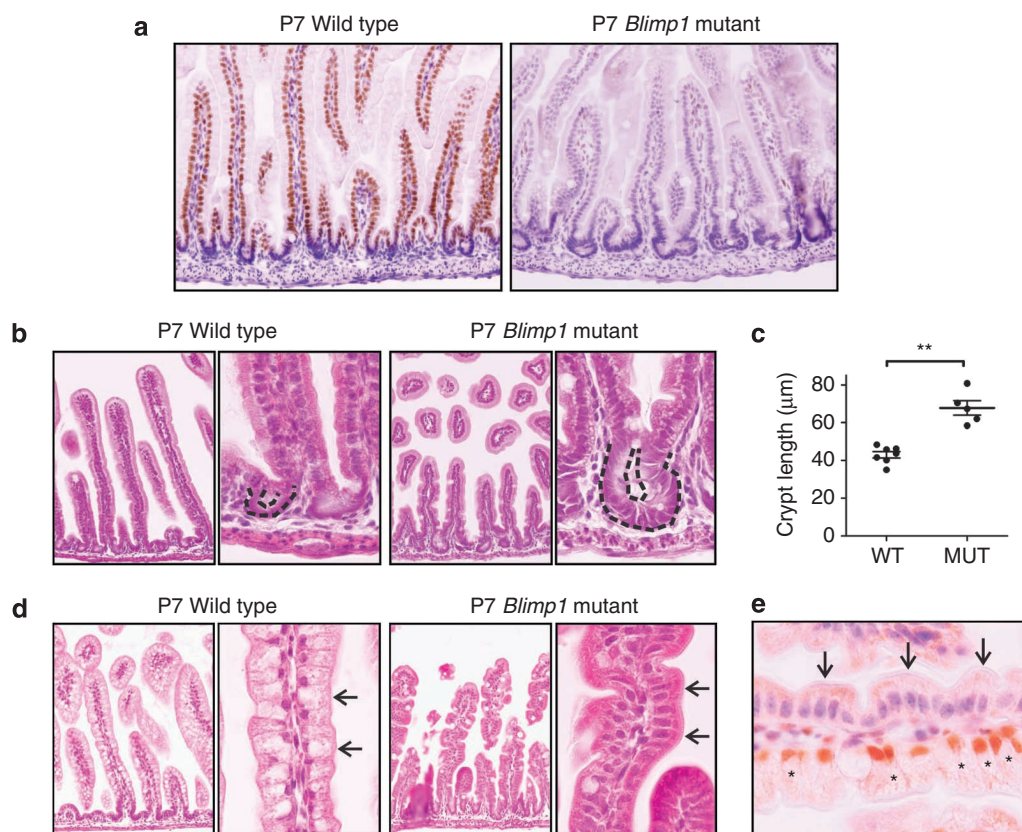 a
P7 Wild type
P7 Blimp1 mutant
b
P7 Wild type
P7 Blimp1 mutant
c
**
Crypt length (μm)
80
60
40
20
0
WT
MUT
d
P7 Wild type
P7 Blimp1 mutant
e
* * * * *